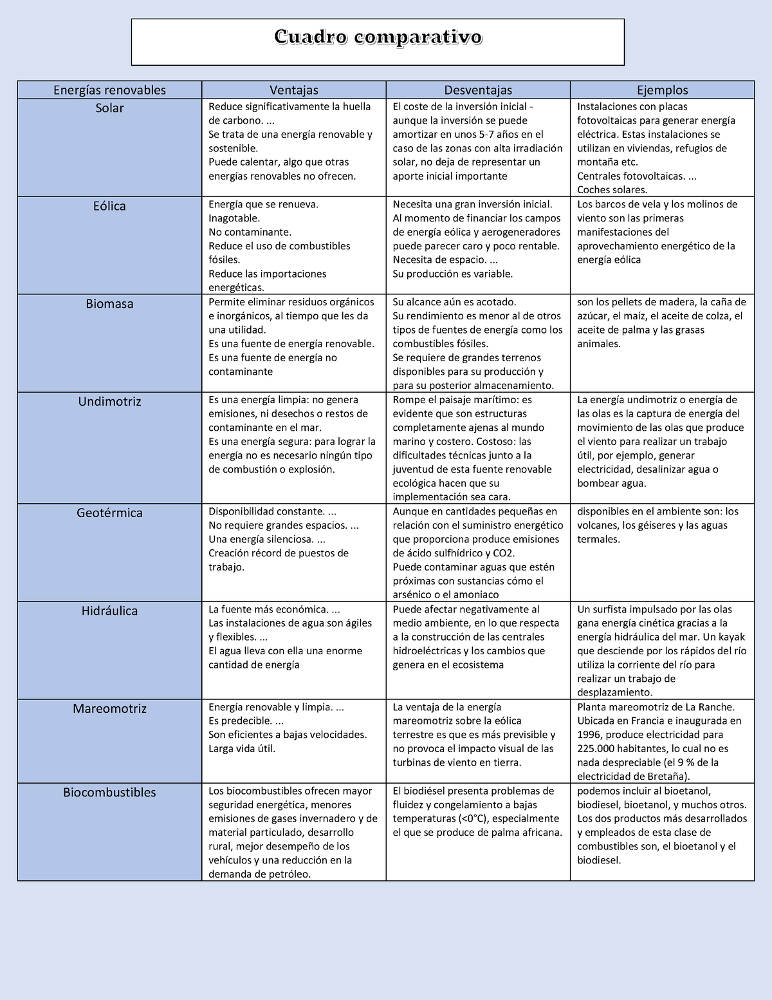 Cuadro comparativo
Energías renovables
Ventajas
Desventajas
Ejemplos
Solar
Reduce significativamente la huella
de carbono. ...
Se trata de una energía renovable y
sostenible.
Puede calentar, algo que otras
energías renovables no ofrecen.
El coste de la inversión inicial -
aunque la inversión se puede
amortizar en unos 5-7 años en el
caso de las zonas con alta irradiación
solar, no deja de representar un
aporte inicial importante
Instalaciones con placas
fotovoltaicas para generar energía
eléctrica. Estas instalaciones se
utilizan en viviendas, refugios de
montaña etc.
Centrales fotovoltaicas. ...
Coches solares.
Eólica
Energía que se renueva.
Inagotable.
No contaminante.
Reduce el uso de combustibles
fósiles.
Reduce las importaciones
energéticas.
Necesita una gran inversión inicial.
Al momento de financiar los campos
de energía eólica y aerogeneradores
puede parecer caro y poco rentable.
Necesita de espacio. ...
Su producción es variable.
Los barcos de vela y los molinos de
viento son las primeras
manifestaciones del
aprovechamiento energético de la
energía eólica
Biomasa
Permite eliminar residuos orgánicos
e inorgánicos, al tiempo que les da
una utilidad.
Es una fuente de energía renovable.
Es una fuente de energía no
contaminante
Su alcance aún es acotado.
Su rendimiento es menor al de otros
tipos de fuentes de energía como los
combustibles fósiles.
Se requiere de grandes terrenos
disponibles para su producción y
para su posterior almacenamiento.
son los pellets de madera, la caña de
azúcar, el maíz, el aceite de colza, el
aceite de palma y las grasas
animales.
Undimotriz
Es una energía limpia: no genera
emisiones, ni desechos o restos de
contaminante en el mar.
Es una energía segura: para lograr la
energía no es necesario ningún tipo
de combustión o explosión.
Rompe el paisaje marítimo: es
evidente que son estructuras
completamente ajenas al mundo
marino y costero. Costoso: las
dificultades técnicas junto a la
juventud de esta fuente renovable
ecológica hacen que su
implementación sea cara.
La energía undimotriz o energía de
las olas es la captura de energía del
movimiento de las olas que produce
el viento para realizar un trabajo
útil, por ejemplo, generar
electricidad, desalinizar agua o
bombear agua.
Geotérmica
Disponibilidad constante. ...
No requiere grandes espacios. ...
Una energía silenciosa. ...
Creación récord de puestos de
trabajo.
Aunque en cantidades pequeñas en
relación con el suministro energético
que proporciona produce emisiones
de ácido sulfhídrico y CO2.
Puede contaminar aguas que estén
próximas con sustancias cómo el
arsénico o el amoniaco
disponibles en el ambiente son: los
volcanes, los géiseres y las aguas
termales.
Hidráulica
La fuente más económica. ...
Las instalaciones de agua son ágiles
y flexibles. ...
El agua lleva con ella una enorme
cantidad de energía
Puede afectar negativamente al
medio ambiente, en lo que respecta
a la construcción de las centrales
hidroeléctricas y los cambios que
genera en el ecosistema
Un surfista impulsado por las olas
gana energía cinética gracias a la
energía hidráulica del mar. Un kayak
que desciende por los rápidos del río
utiliza la corriente del río para
realizar un trabajo de
desplazamiento.
Mareomotriz
Energía renovable y limpia. ...
Es predecible. ...
Son eficientes a bajas velocidades.
Larga vida útil.
La ventaja de la energía
mareomotriz sobre la eólica
terrestre es que es más previsible y
no provoca el impacto visual de las
turbinas de viento en tierra.
Planta mareomotriz de La Ranche.
Ubicada en Francia e inaugurada en
1996, produce electricidad para
225.000 habitantes, lo cual no es
nada despreciable (el 9 % de la
electricidad de Bretaña).
Biocombustibles
Los biocombustibles ofrecen mayor
seguridad energética, menores
emisiones de gases invernadero y de
material particulado, desarrollo
rural, mejor desempeño de los
vehículos y una reducción en la
demanda de petróleo.
El biodiésel presenta problemas de
fluidez y congelamiento a bajas
temperaturas (<0°C), especialmente
el que se produce de palma africana.
podemos incluir al bioetanol,
biodiesel, bioetanol, y muchos otros.
Los dos productos más desarrollados
y empleados de esta clase de
combustibles son, el bioetanol y el
biodiesel.